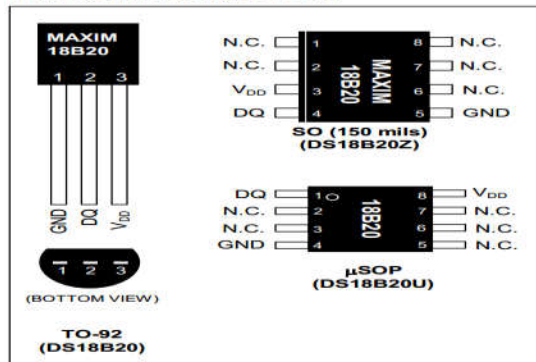 MAXIM
18B20
1 2 3
GND DQ VDD
1 2 3
(BOTTOM VIEW)
TO-92
(DS18B20)
N.C. 1 8 N.C.
N.C. 2 7 N.C.
VDD 3 6 N.C.
DQ 4 5 GND
MAXIM
18B20
SO (150 mils)
(DS18B20Z)
DQ 1 8 VDD
N.C. 2 7 N.C.
N.C. 3 6 N.C.
GND 4 5 N.C.
18B20
µSOP
(DS18B20U)